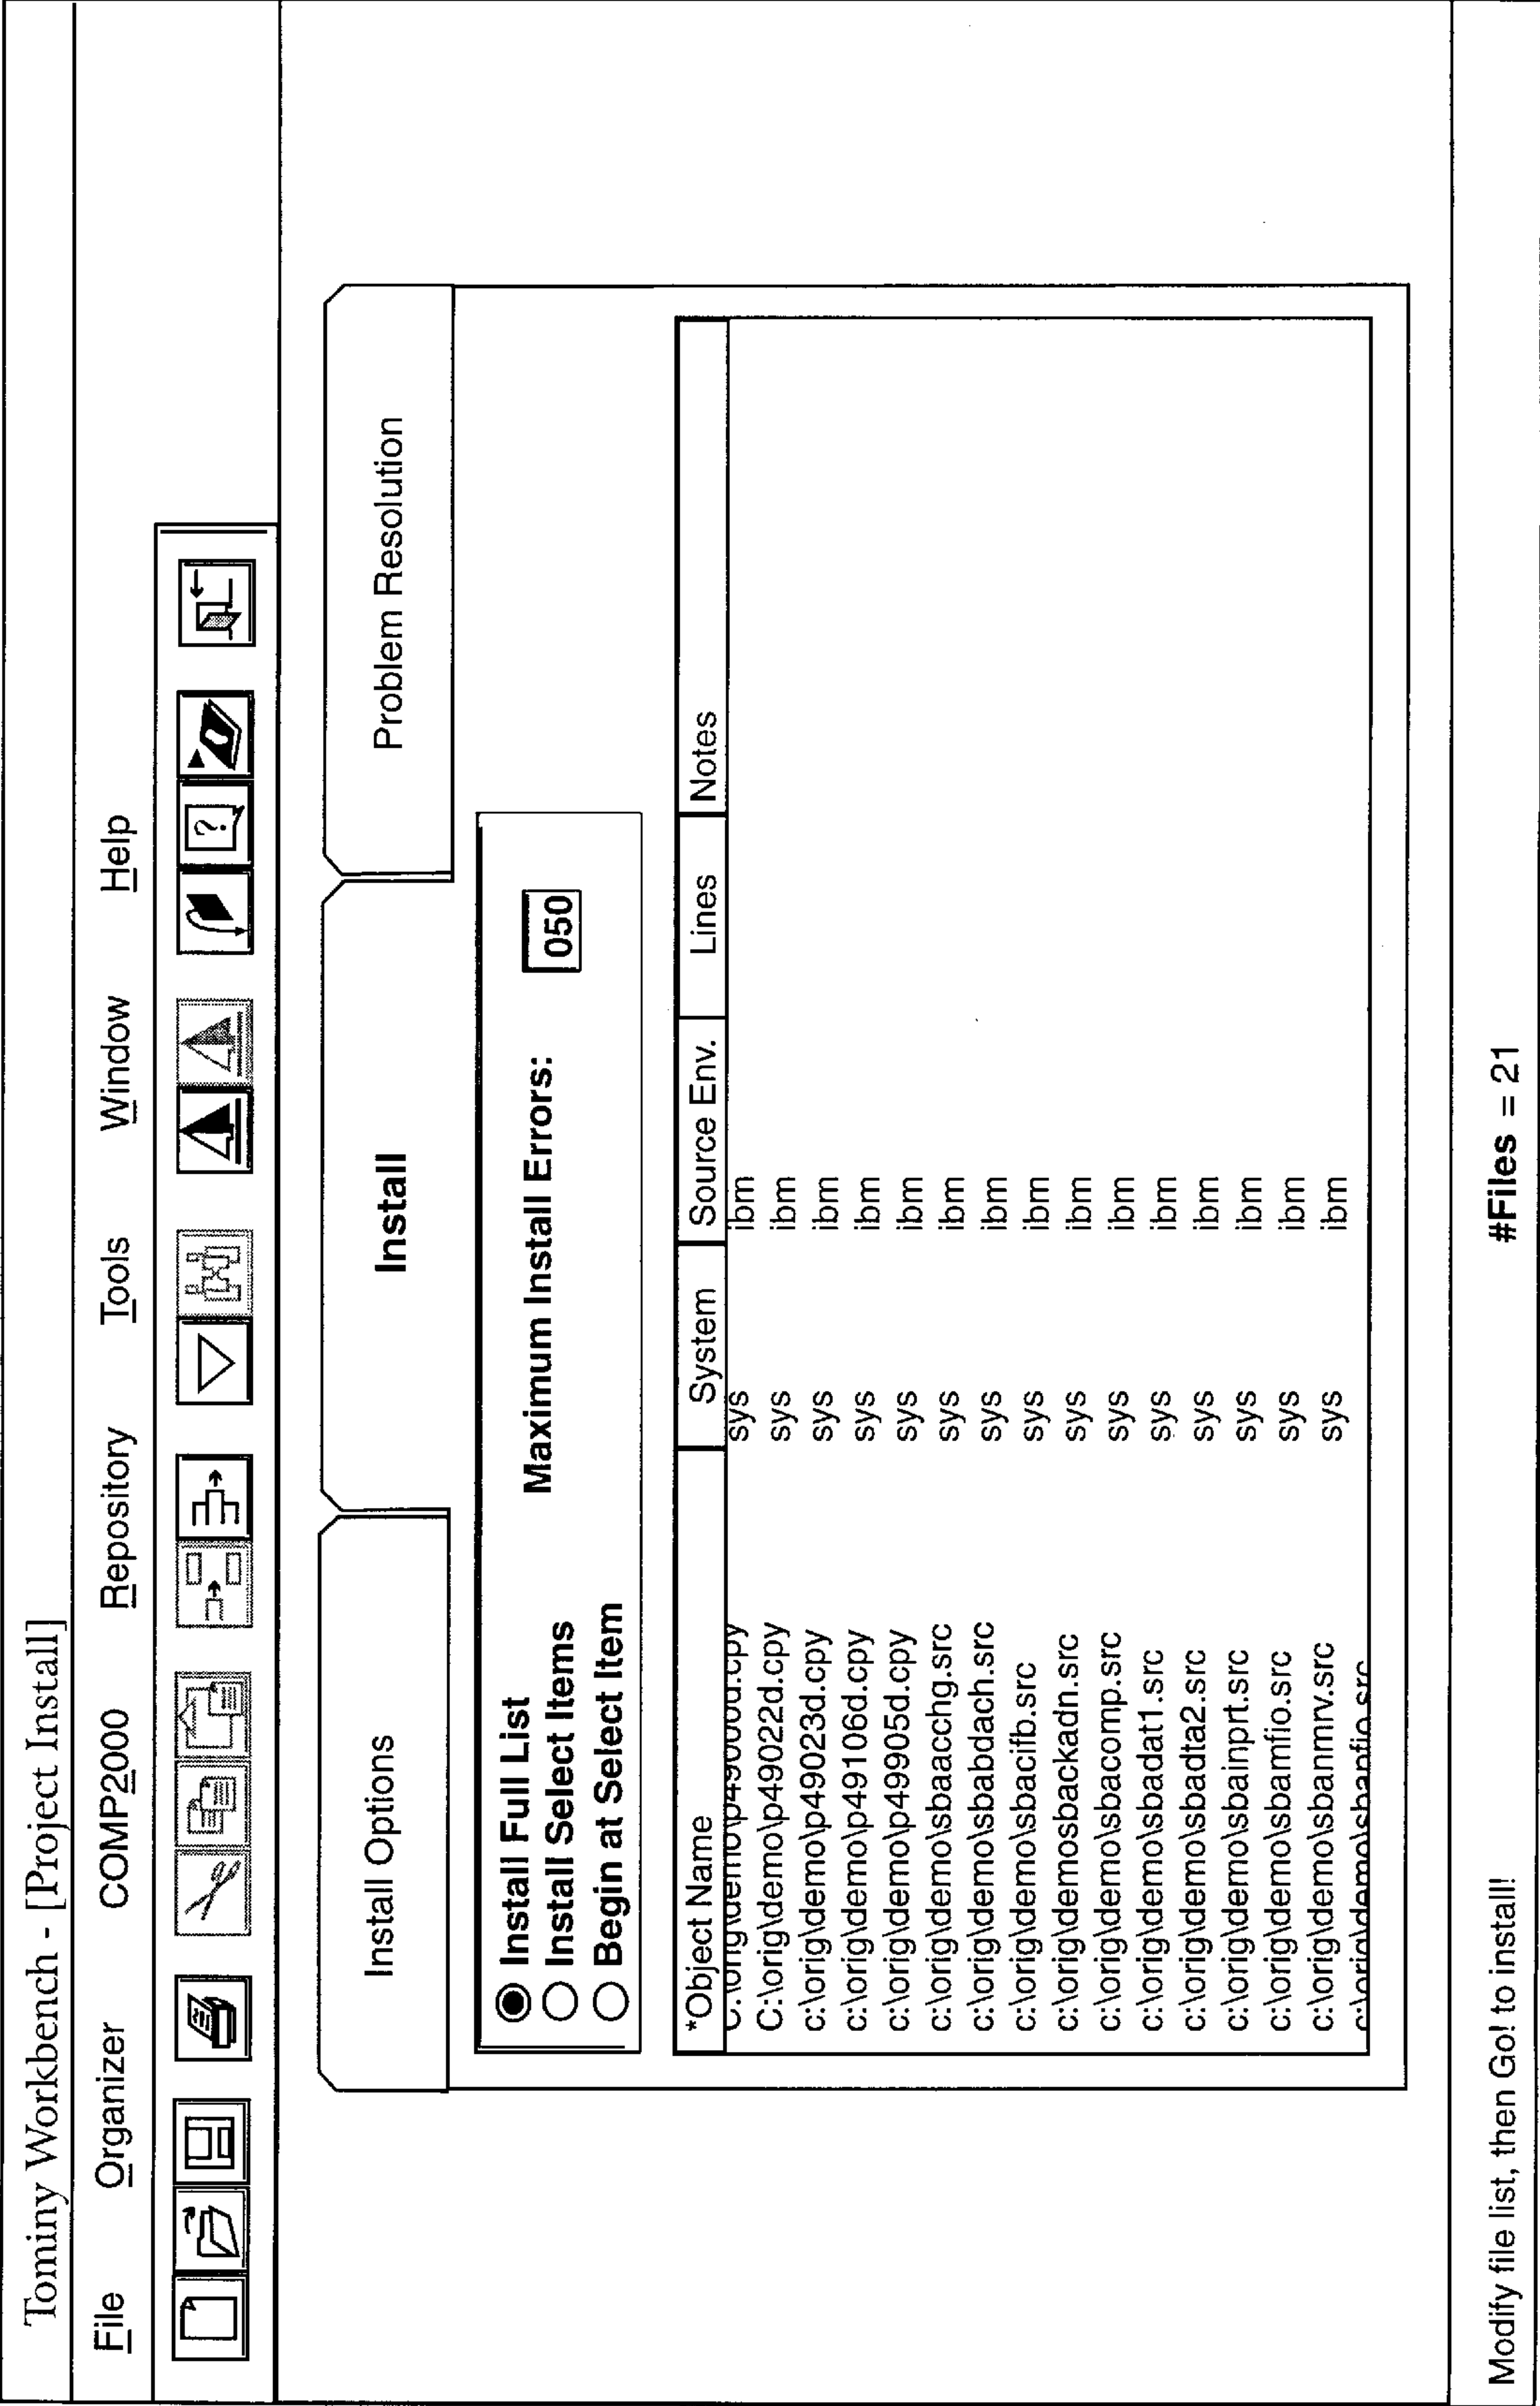 Tominy Workbench - [Project Install]
File Organizer COMP2000 Repository Tools Window Help
Install Options Install Problem Resolution
Install Full List
Install Select Items
Begin at Select Item
Maximum Install Errors: 050
*Object Name System Source Env. Lines Notes
sys ibm
C:\orig\demo\p49022d.cpy sys ibm
c:\orig\demo\p49023d.cpy sys ibm
c:\orig\demo\p49106d.cpy sys ibm
c:\orig\demo\p49905d.cpy sys ibm
c:\orig\demo\sbaacchg.src sys ibm
c:\orig\demo\sbabdach.src sys ibm
c:\orig\demo\sbacifb.src sys ibm
c:\orig\demosbackadn.src sys ibm
c:\orig\demo\sbacomp.src sys ibm
c:\orig\demo\sbadat1.src sys ibm
c:\orig\demo\sbadta2.src sys ibm
c:\orig\demo\sbainprt.src sys ibm
c:\orig\demo\sbamfio.src sys ibm
c:\orig\demo\sbanmrv.src sys ibm
Modify file list, then Go! to install! #Files = 21